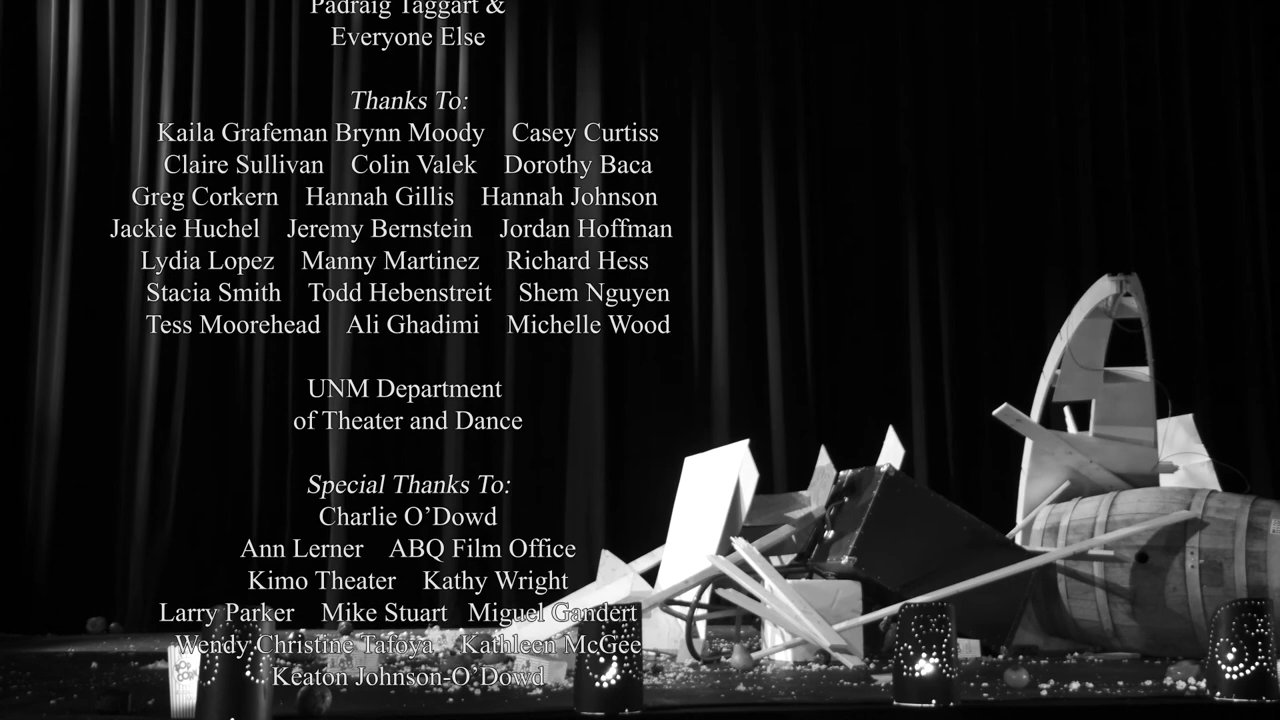 Padraig Taggart &
Everyone Else
Thanks To:
Kaila Grafeman Brynn Moody Casey Curtiss
Claire Sullivan Colin Valek Dorothy Baca
Greg Corkern Hannah Gillis Hannah Johnson
Jackie Huchel Jeremy Bernstein Jordan Hoffman
Lydia Lopez Manny Martinez Richard Hess
Stacia Smith Todd Hebenstreit Shem Nguyen
Tess Moorehead Ali Ghadimi Michelle Wood
UNM Department
of Theater and Dance
Special Thanks To:
Charlie O’Dowd
Ann Lerner ABQ Film Office
Kimo Theater Kathy Wright
Larry Parker Mike Stuart Miguel Gandert
Wendy Christine Tafoya Kathleen McGee
Keaton Johnson-O’Dowd
POP
CORN